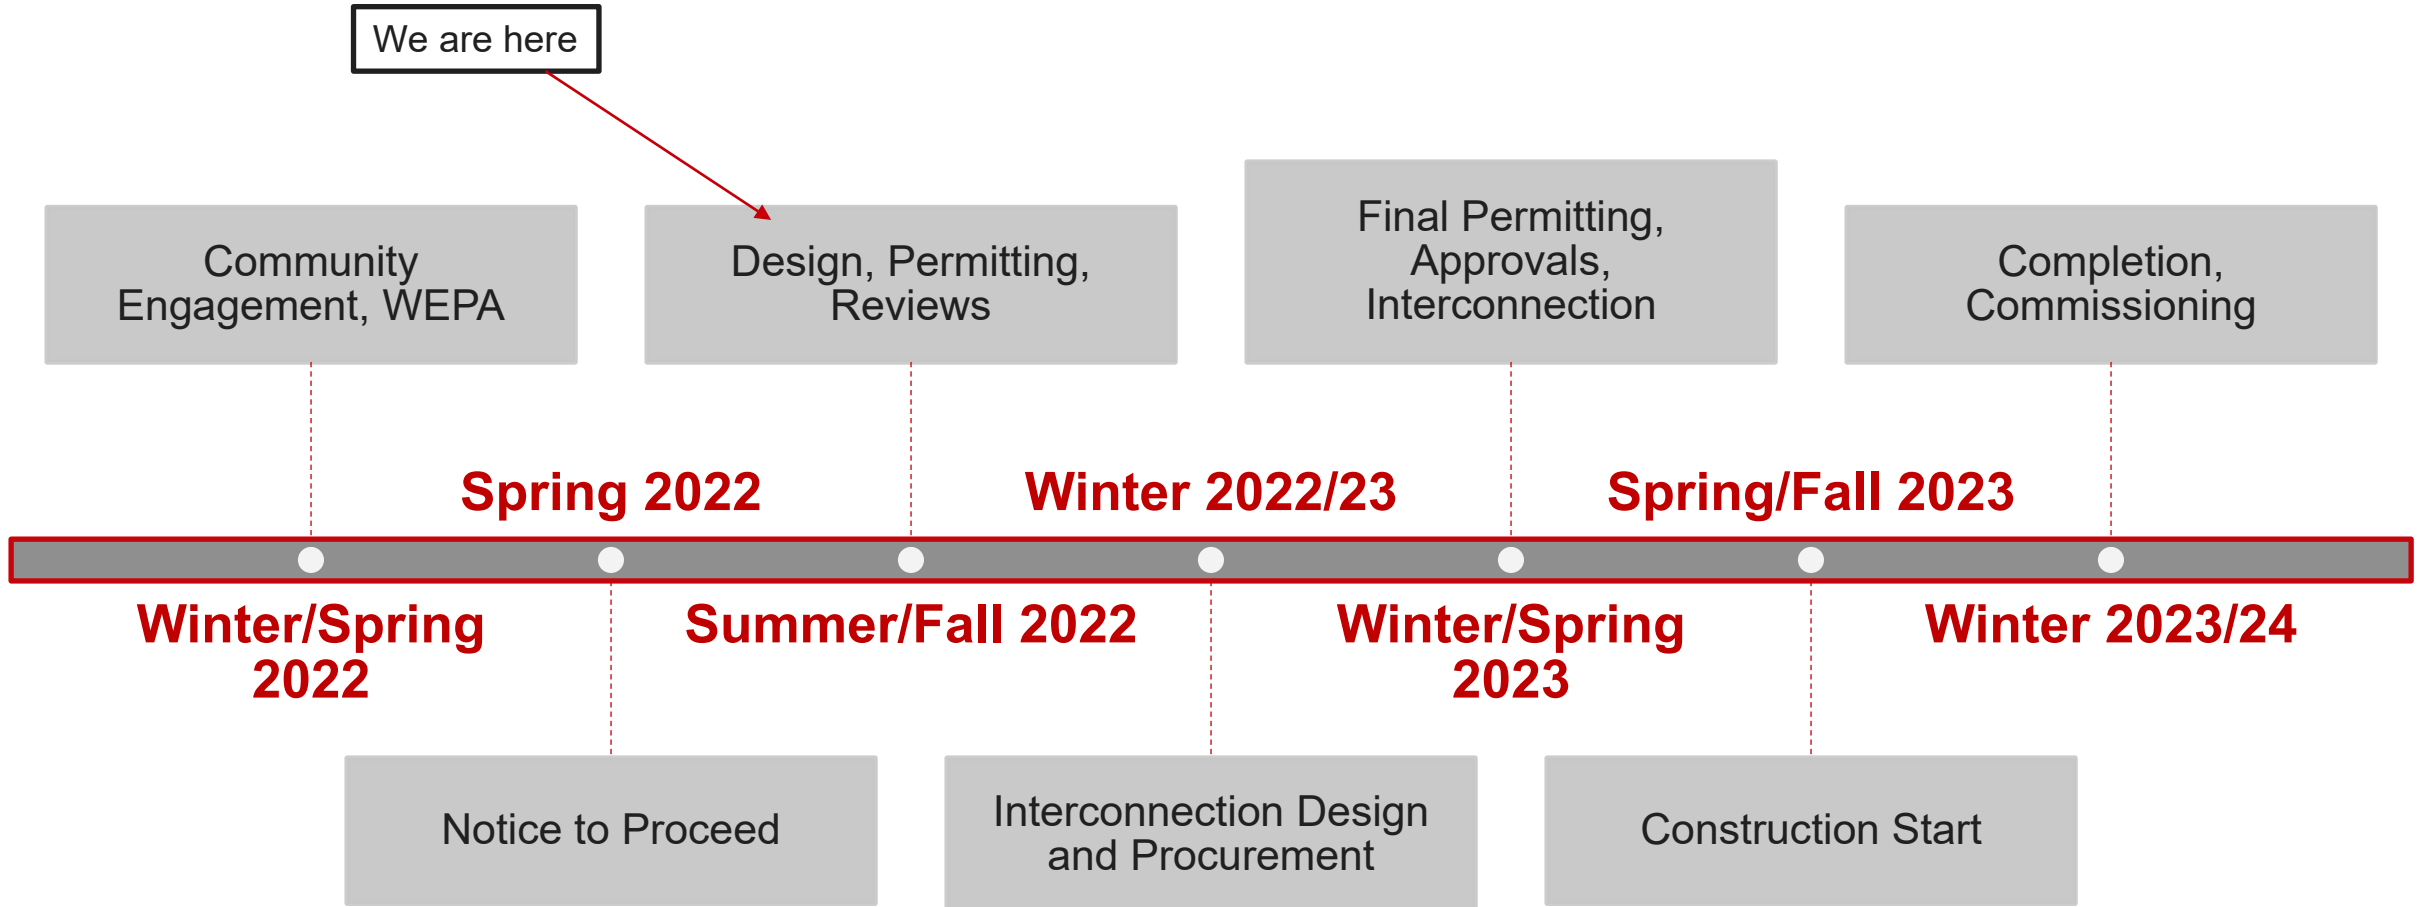 We are here
Community
Engagement, WEPA
Design, Permitting,
Reviews
Final Permitting,
Approvals,
Interconnection
Completion,
Commissioning
Spring 2022
Winter 2022/23
Spring/Fall 2023
Winter/Spring
2022
Summer/Fall 2022
Winter/Spring
2023
Winter 2023/24
Notice to Proceed
Interconnection Design
and Procurement
Construction Start